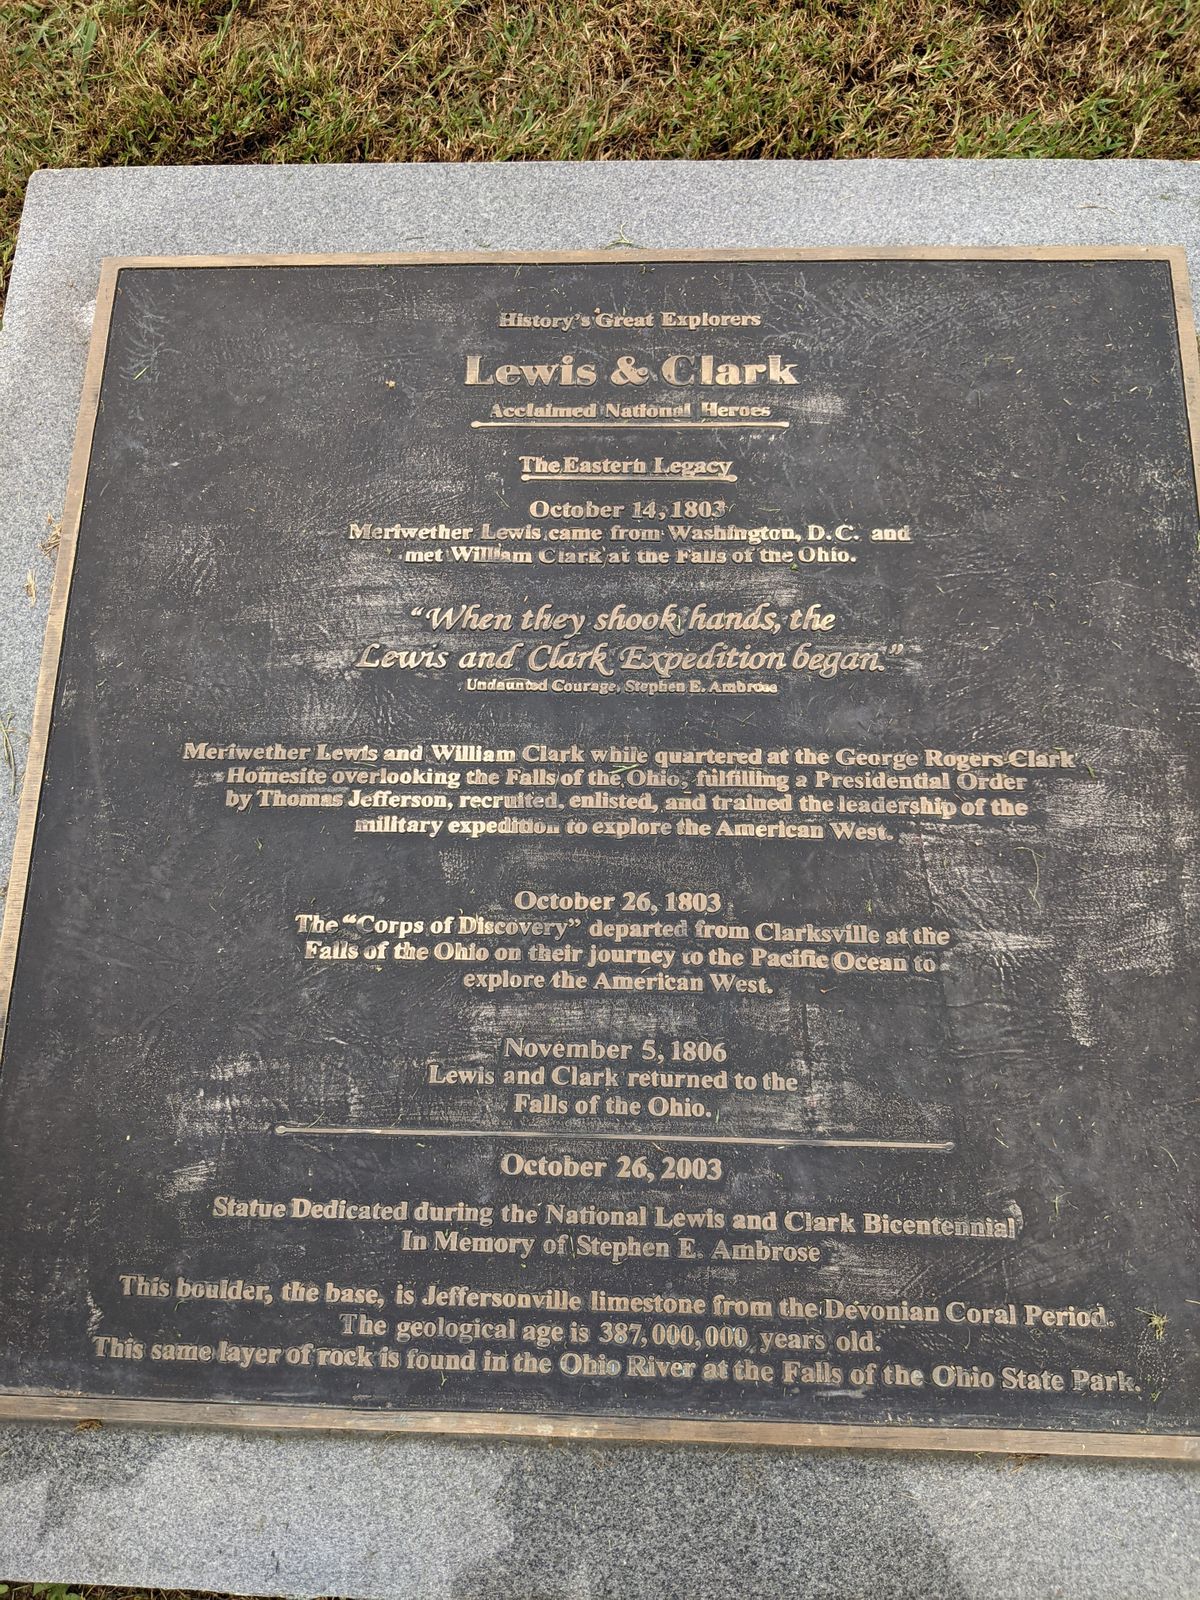 History's Great Explorers
Lewis & Clark
Acclaimed National Heroes
The Eastern Legacy
October 14, 1803
Meriwether Lewis came from Washington, D.C. and
met William Clark at the Falls of the Ohio.
“When they shook hands, the
Lewis and Clark Expedition began.”
Undaunted Courage, Stephen E. Ambrose
Meriwether Lewis and William Clark while quartered at the George Rogers Clark
Homesite overlooking the Falls of the Ohio, fulfilling a Presidential Order
by Thomas Jefferson, recruited, enlisted, and trained the leadership of the
military expedition to explore the American West.
October 26, 1803
The “Corps of Discovery” departed from Clarksville at the
Falls of the Ohio on their journey to the Pacific Ocean to
explore the American West.
November 5, 1806
Lewis and Clark returned to the
Falls of the Ohio.
October 26, 2003
Statue Dedicated during the National Lewis and Clark Bicentennial
In Memory of Stephen E. Ambrose
This boulder, the base, is Jeffersonville limestone from the Devonian Coral Period.
The geological age is 387,000,000 years old.
This same layer of rock is found in the Ohio River at the Falls of the Ohio State Park.